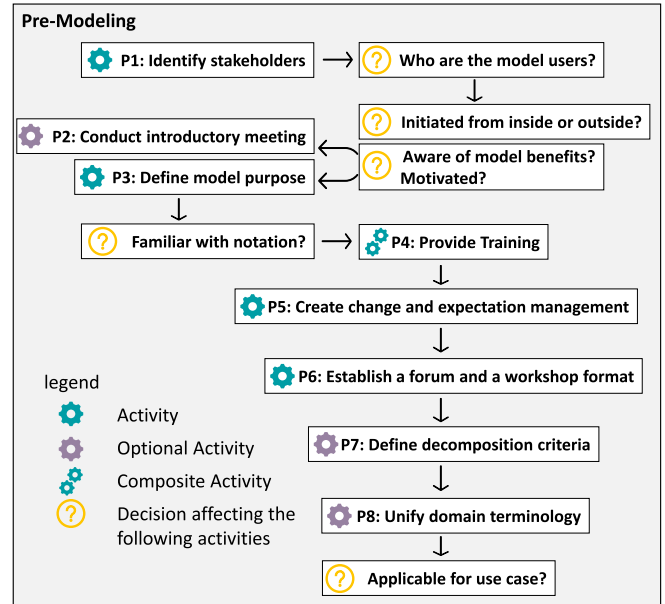 Pre-Modeling
P1: Identify stakeholders
Who are the model users?
Initiated from inside or outside?
P2: Conduct introductory meeting
Aware of model benefits?
Motivated?
P3: Define model purpose
Familiar with notation?
P4: Provide Training
P5: Create change and expectation management
P6: Establish a forum and a workshop format
P7: Define decomposition criteria
P8: Unify domain terminology
Applicable for use case?
legend
Activity
Optional Activity
Composite Activity
Decision affecting the
following activities